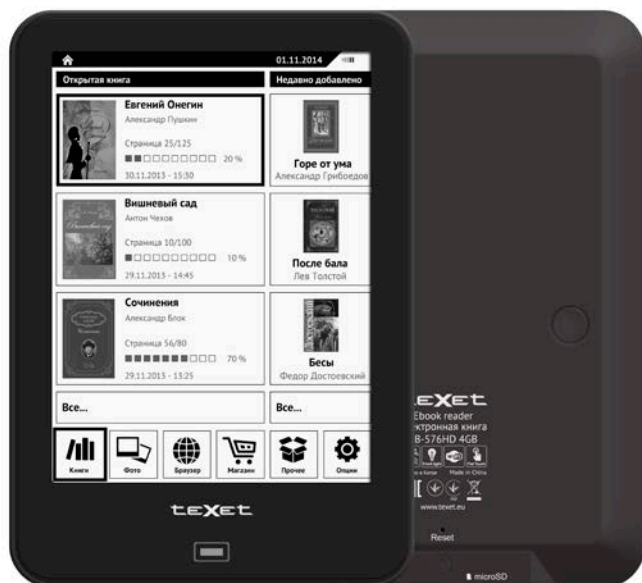 01.11.2014
Открытая книга
Недавно добавлено
Евгений Онегин
Александр Пушкин
Страница 25/125
20 %
30.11.2013 - 15:30
Вишневый сад
Антон Чехов
Страница 10/100
10 %
29.11.2013 - 14:45
Сочинения
Александр Блок
Страница 56/80
70 %
29.11.2013 - 13:25
Все...
Горе от ума
Александр Грибоедов
После бала
Лев Толстой
Бесы
Федор Достоевский
Все...
Книги
Фото
Браузер
Магазин
Прочее
Опции
teXet
eXet
Ebook reader
ктронная книга
B-576HD 4GB
Made in China
www.texet.eu
Reset
microSD